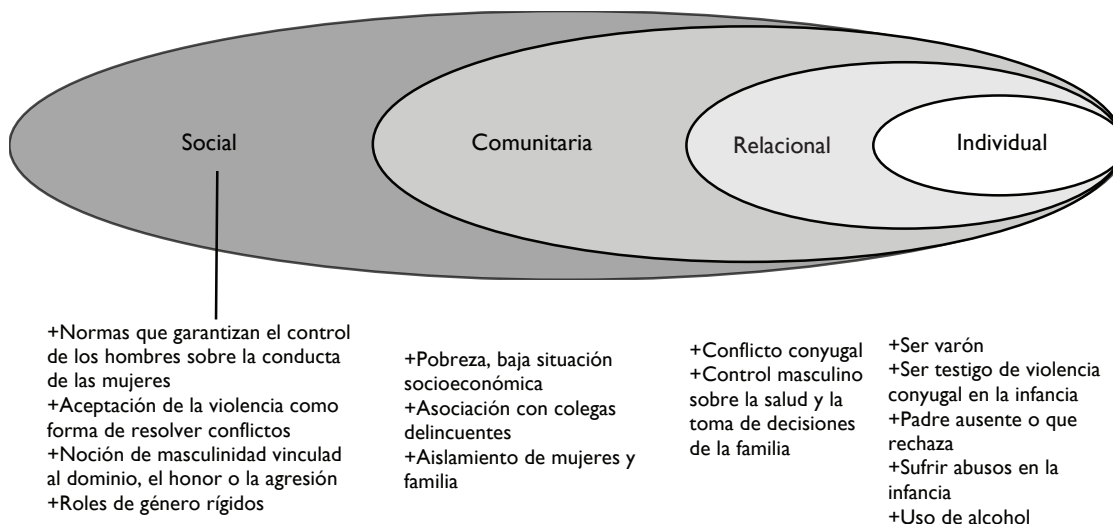 Social
Comunitaria
Relacional
Individual
+Normas que garantizan el control
de los hombres sobre la conducta
de las mujeres
+Aceptación de la violencia como
forma de resolver conflictos
+Noción de masculinidad vinculad
al dominio, el honor o la agresión
+Roles de género rígidos
+Pobreza, baja situación
socioeconómica
+Asociación con colegas
delincuentes
+Aislamiento de mujeres y
familia
+Conflicto conyugal
+Control masculino
sobre la salud y la
toma de decisiones
de la familia
+Ser varón
+Ser testigo de violencia
conyugal en la infancia
+Padre ausente o que
rechaza
+Sufrir abusos en la
infancia
+Uso de alcohol